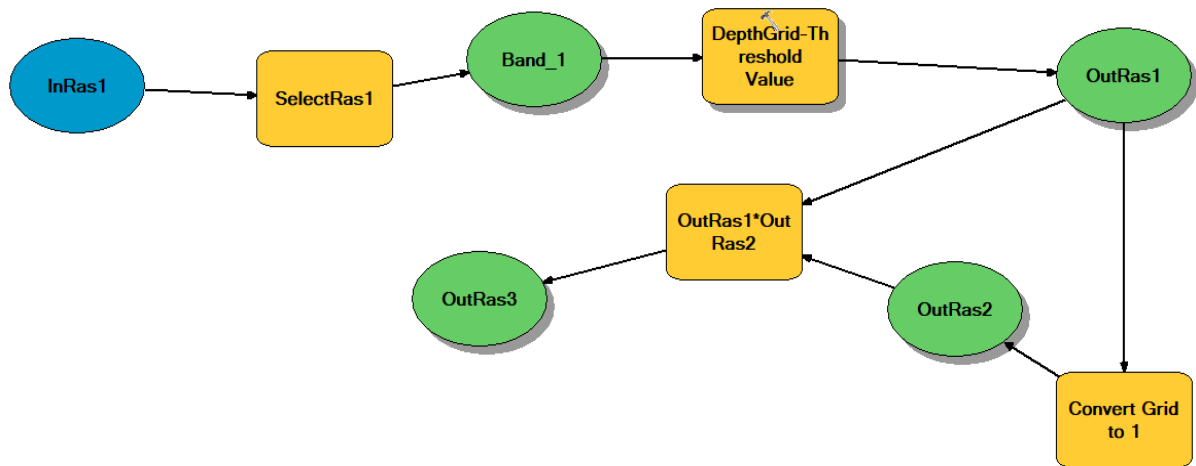 InRas1
SelectRas1
Band_1
DepthGrid-Th
reshold
Value
OutRas1
OutRas1*Out
Ras2
OutRas3
OutRas2
Convert Grid
to 1